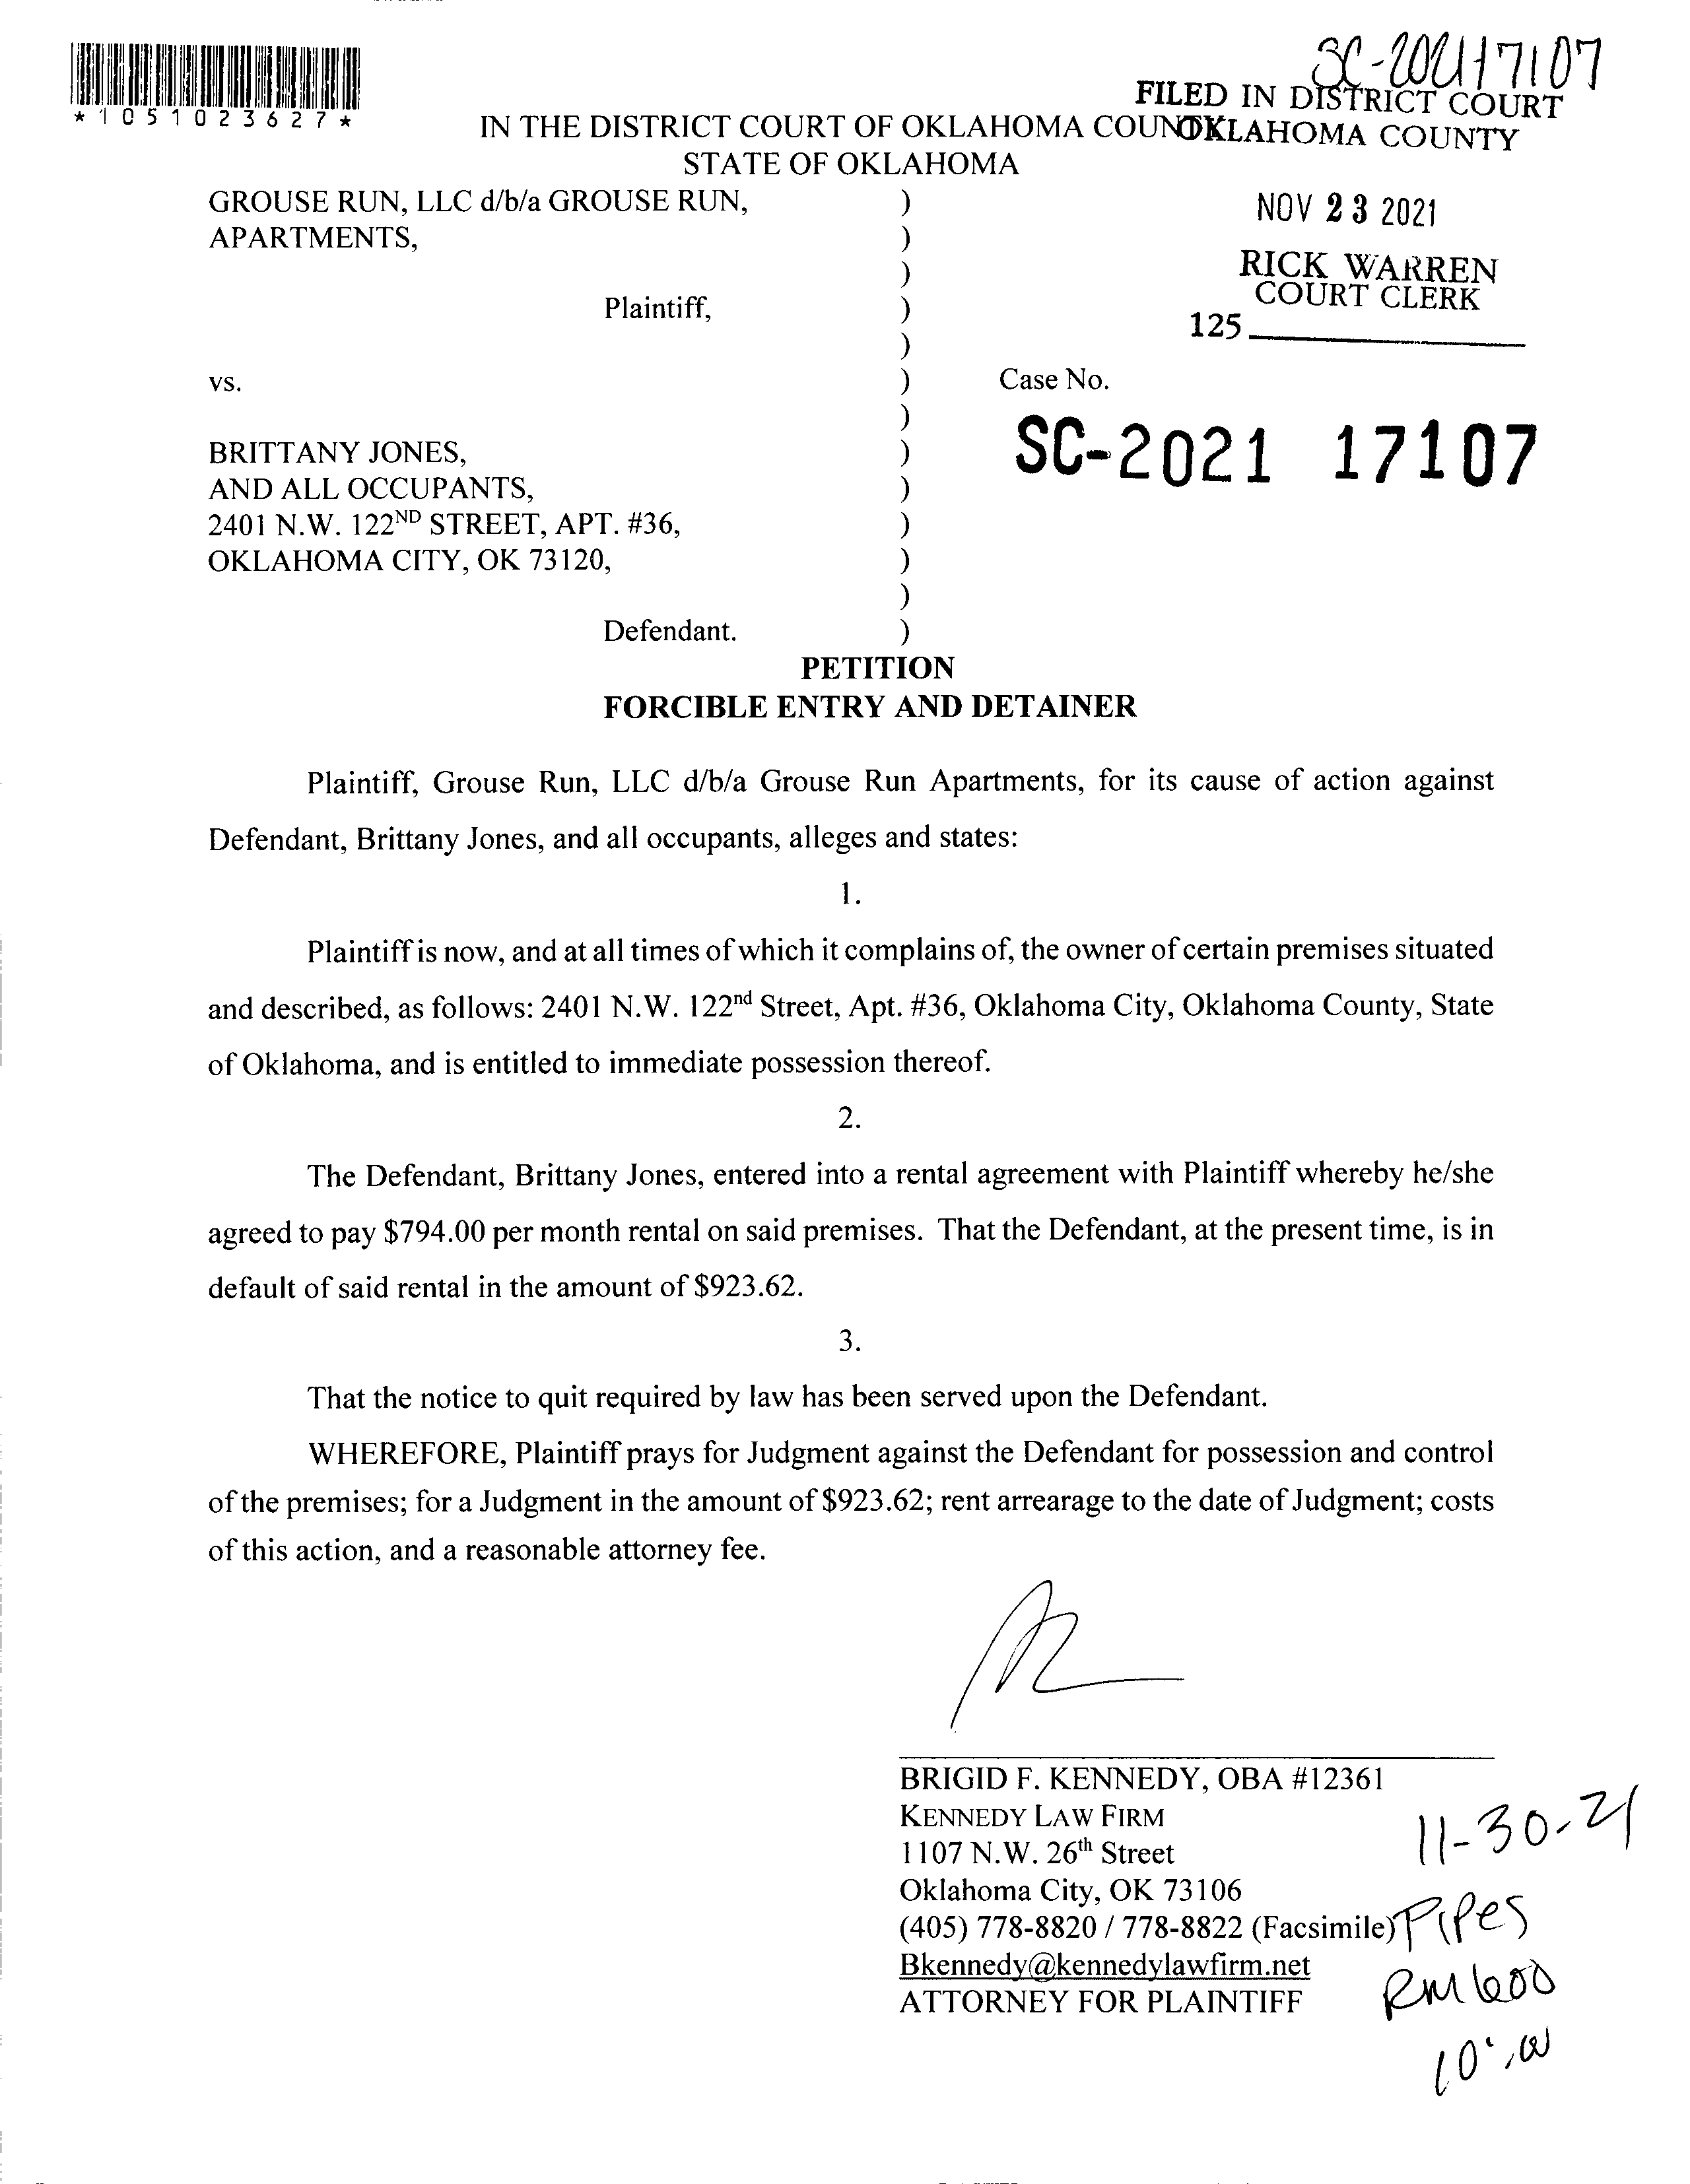 SC-2021-17107
*1051023627*
FILED IN DISTRICT COURT
OKLAHOMA COUNTY
IN THE DISTRICT COURT OF OKLAHOMA COUNTY
STATE OF OKLAHOMA
GROUSE RUN, LLC d/b/a GROUSE RUN, )
APARTMENTS, )
)
Plaintiff, )
)
vs. )
)
BRITTANY JONES, )
AND ALL OCCUPANTS, )
2401 N.W. 122ND STREET, APT. #36, )
OKLAHOMA CITY, OK 73120, )
)
Defendant. )
NOV 23 2021
RICK WARREN
COURT CLERK
125
Case No.
SC-2021 17107
PETITION
FORCIBLE ENTRY AND DETAINER
Plaintiff, Grouse Run, LLC d/b/a Grouse Run Apartments, for its cause of action against
Defendant, Brittany Jones, and all occupants, alleges and states:
1.
Plaintiff is now, and at all times of which it complains of, the owner of certain premises situated
and described, as follows: 2401 N.W. 122nd Street, Apt. #36, Oklahoma City, Oklahoma County, State
of Oklahoma, and is entitled to immediate possession thereof.
2.
The Defendant, Brittany Jones, entered into a rental agreement with Plaintiff whereby he/she
agreed to pay $794.00 per month rental on said premises. That the Defendant, at the present time, is in
default of said rental in the amount of $923.62.
3.
That the notice to quit required by law has been served upon the Defendant.
WHEREFORE, Plaintiff prays for Judgment against the Defendant for possession and control
of the premises; for a Judgment in the amount of $923.62; rent arrearage to the date of Judgment; costs
of this action, and a reasonable attorney fee.
BRIGID F. KENNEDY, OBA #12361
KENNEDY LAW FIRM
1107 N.W. 26th Street
Oklahoma City, OK 73106
(405) 778-8820 / 778-8822 (Facsimile)
Bkennedy@kennedylawfirm.net
ATTORNEY FOR PLAINTIFF
11-30-21
Pipes
RM 600
10:00